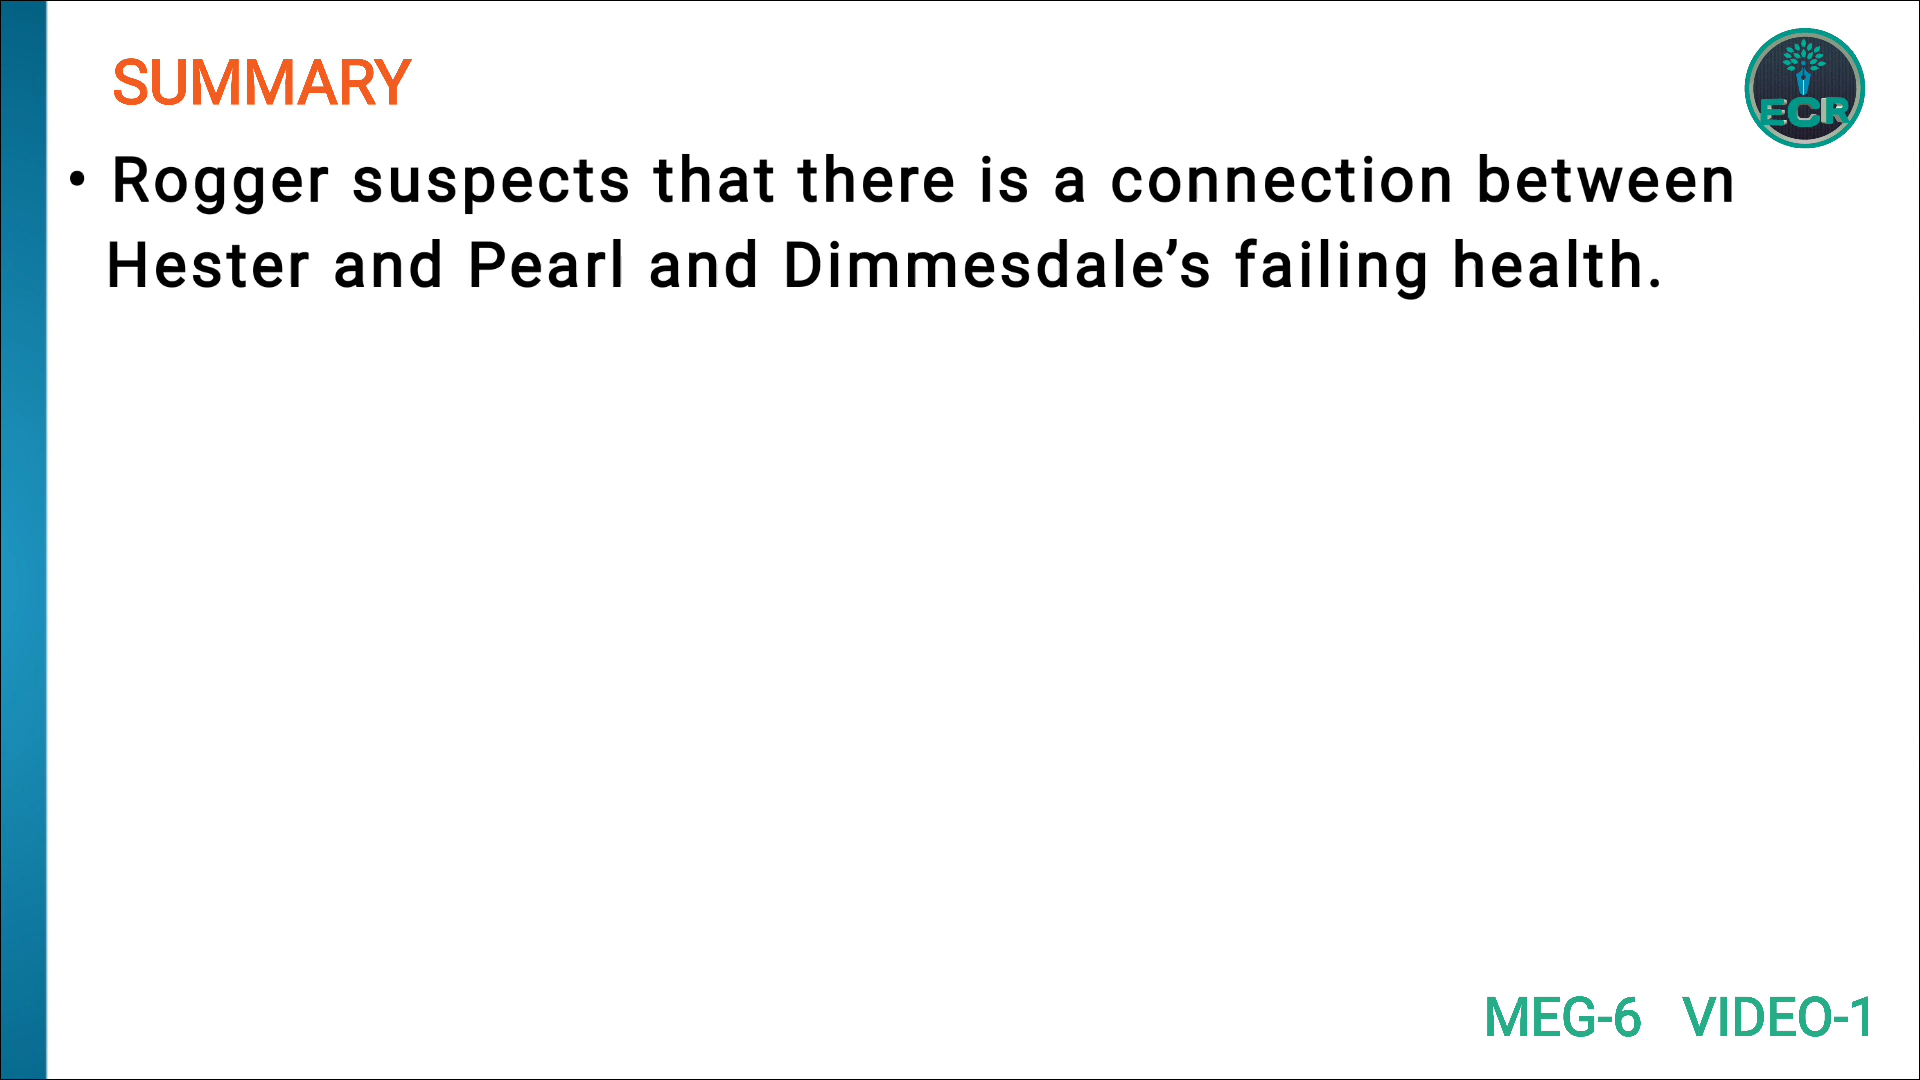 SUMMARY
ECR
• Rogger suspects that there is a connection between
Hester and Pearl and Dimmesdale’s failing health.
MEG-6 VIDEO-1